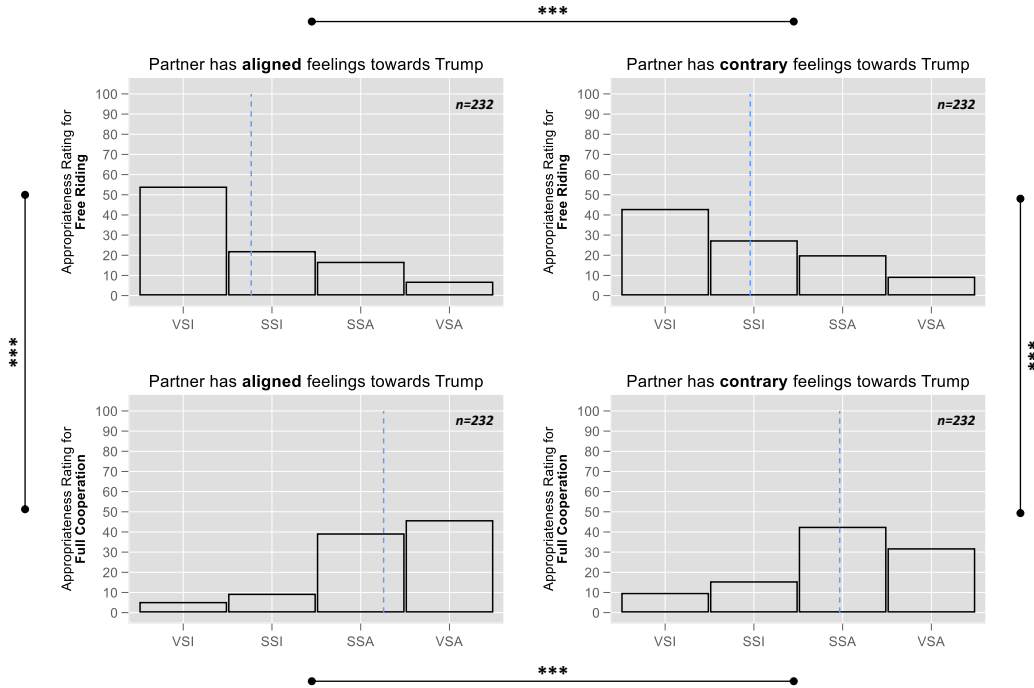 ***
Partner has aligned feelings towards Trump
Partner has contrary feelings towards Trump
Appropriateness Rating for
Free Riding
100
90
80
70
60
50
40
30
20
10
0
n=232
VSI SSI SSA VSA
Appropriateness Rating for
Free Riding
100
90
80
70
60
50
40
30
20
10
0
n=232
VSI SSI SSA VSA
***
***
Partner has aligned feelings towards Trump
Partner has contrary feelings towards Trump
Appropriateness Rating for
Full Cooperation
100
90
80
70
60
50
40
30
20
10
0
n=232
VSI SSI SSA VSA
Appropriateness Rating for
Full Cooperation
100
90
80
70
60
50
40
30
20
10
0
n=232
VSI SSI SSA VSA
***